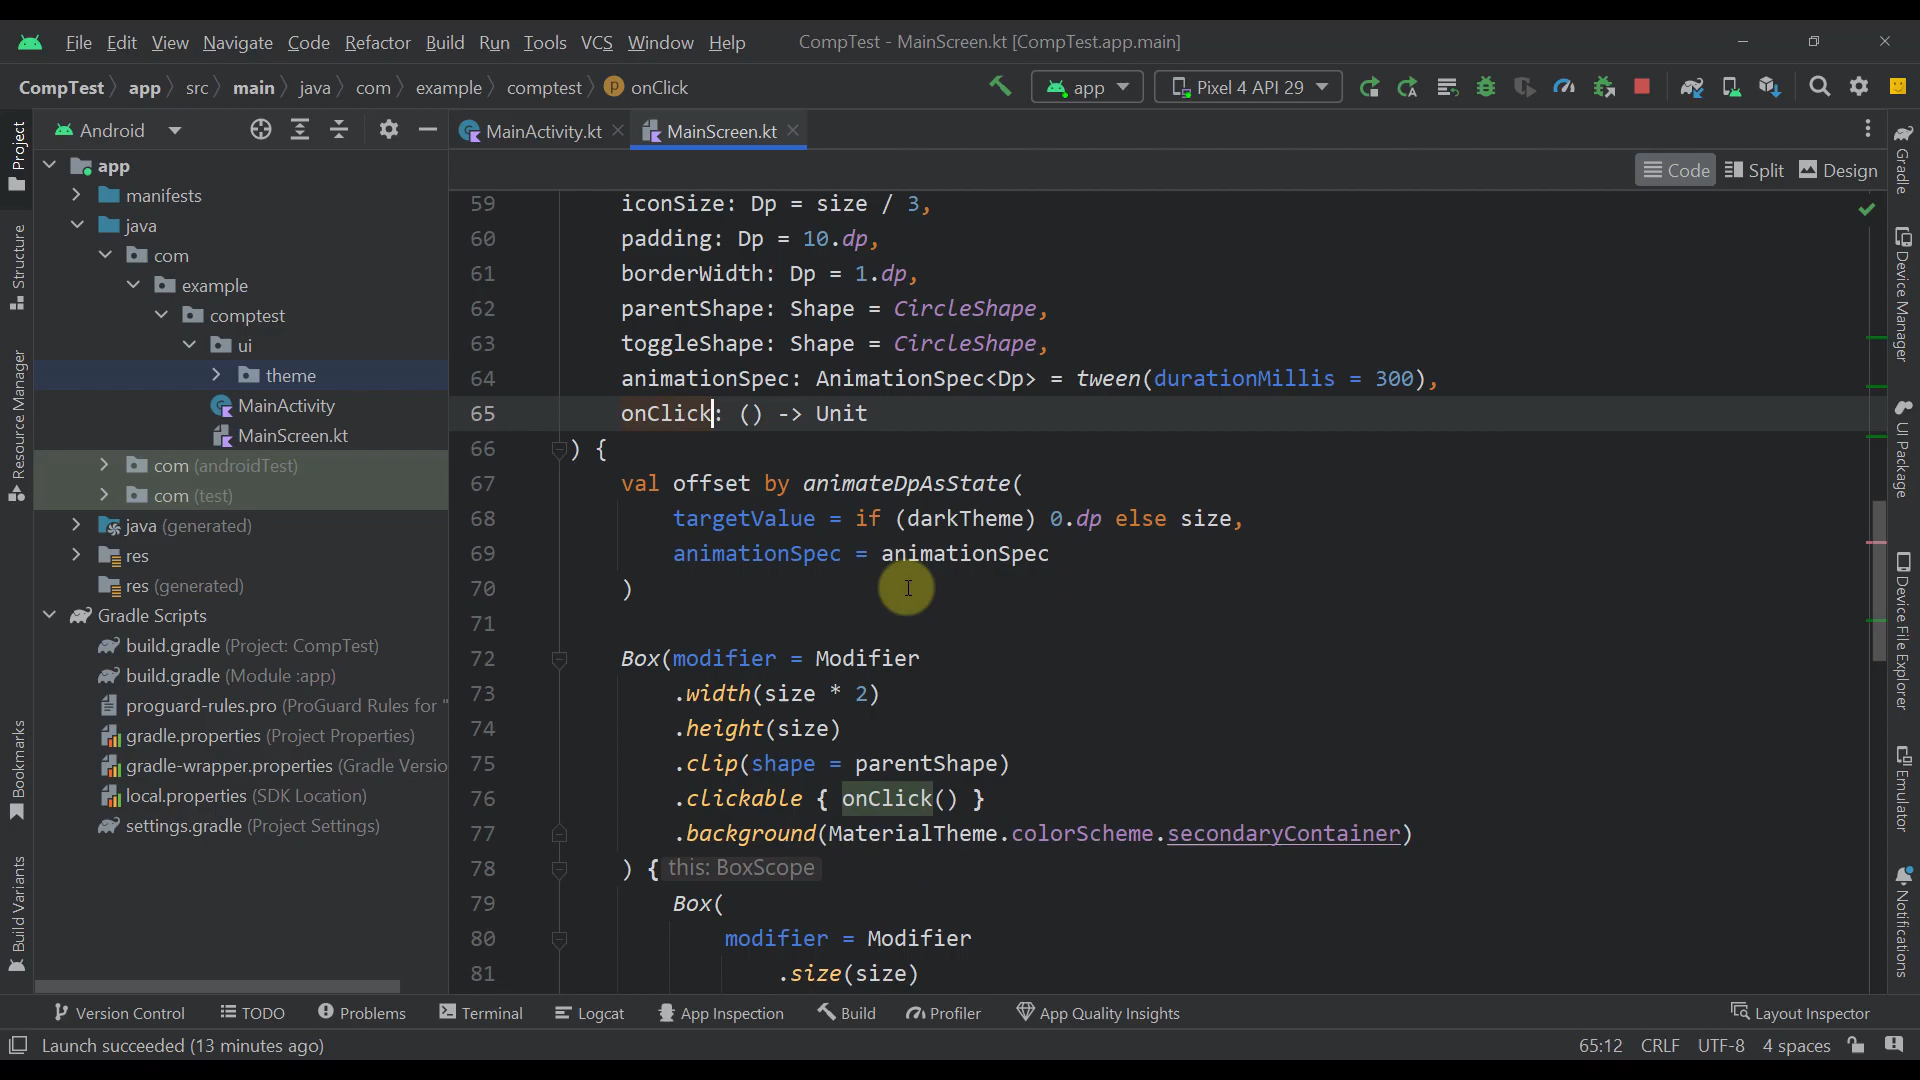 File Edit View Navigate Code Refactor Build Run Tools VCS Window Help CompTest - MainScreen.kt [CompTest.app.main]
CompTest app src main java com example comptest onClick app Pixel 4 API 29
Android MainActivity.kt MainScreen.kt
Code Split Design
app
manifests
java
com
example
comptest
ui
theme
MainActivity
MainScreen.kt
com (androidTest)
com (test)
java (generated)
res
res (generated)
Gradle Scripts
build.gradle (Project: CompTest)
build.gradle (Module :app)
proguard-rules.pro (ProGuard Rules for "
gradle.properties (Project Properties)
gradle-wrapper.properties (Gradle Versio
local.properties (SDK Location)
settings.gradle (Project Settings)
59 iconSize: Dp = size / 3,
60 padding: Dp = 10.dp,
61 borderWidth: Dp = 1.dp,
62 parentShape: Shape = CircleShape,
63 toggleShape: Shape = CircleShape,
64 animationSpec: AnimationSpec<Dp> = tween(durationMillis = 300),
65 onClick: () -> Unit
66 ) {
67 val offset by animateDpAsState(
68 targetValue = if (darkTheme) 0.dp else size,
69 animationSpec = animationSpec
70 )
71
72 Box(modifier = Modifier
73 .width(size * 2)
74 .height(size)
75 .clip(shape = parentShape)
76 .clickable { onClick() }
77 .background(MaterialTheme.colorScheme.secondaryContainer)
78 ) { this: BoxScope
79 Box(
80 modifier = Modifier
81 .size(size)
Project
Structure
Resource Manager
Bookmarks
Build Variants
Gradle
Device Manager
UI Package
Device File Explorer
Emulator
Notifications
Version Control TODO Problems Terminal Logcat App Inspection Build Profiler App Quality Insights Layout Inspector
Launch succeeded (13 minutes ago) 65:12 CRLF UTF-8 4 spaces